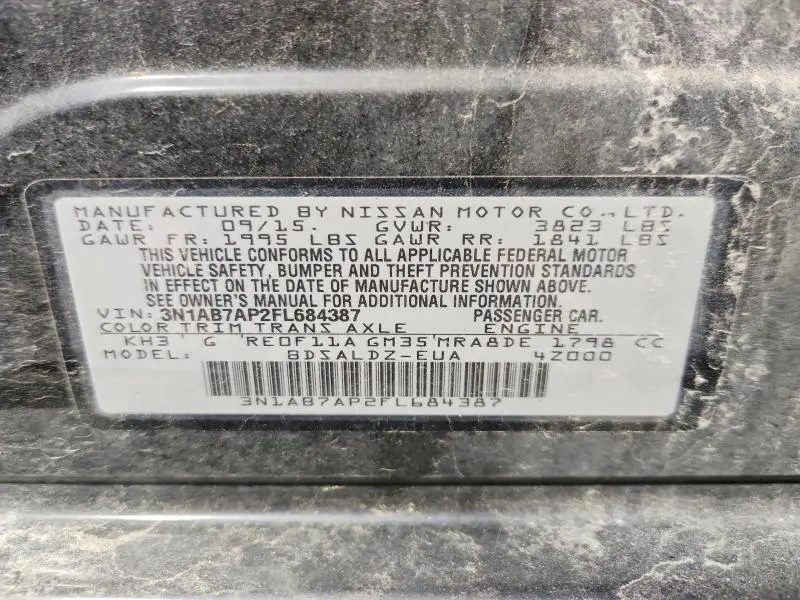 MANUFACTURED BY NISSAN MOTOR CO., LTD.
DATE: 09/15. GVWR: 3823 LBS
GAWR FR: 1995 LBS GAWR RR: 1841 LBS
THIS VEHICLE CONFORMS TO ALL APPLICABLE FEDERAL MOTOR
VEHICLE SAFETY, BUMPER AND THEFT PREVENTION STANDARDS
IN EFFECT ON THE DATE OF MANUFACTURE SHOWN ABOVE.
SEE OWNER'S MANUAL FOR ADDITIONAL INFORMATION.
VIN: 3N1AB7AP2FL684387 PASSENGER CAR.
COLOR TRIM TRANS AXLE ENGINE
KH3 G RE0F11A GM35 MRA8DE 1798 CC
MODEL: BDSALDZ-EUA 4Z000
3N1AB7AP2FL684387